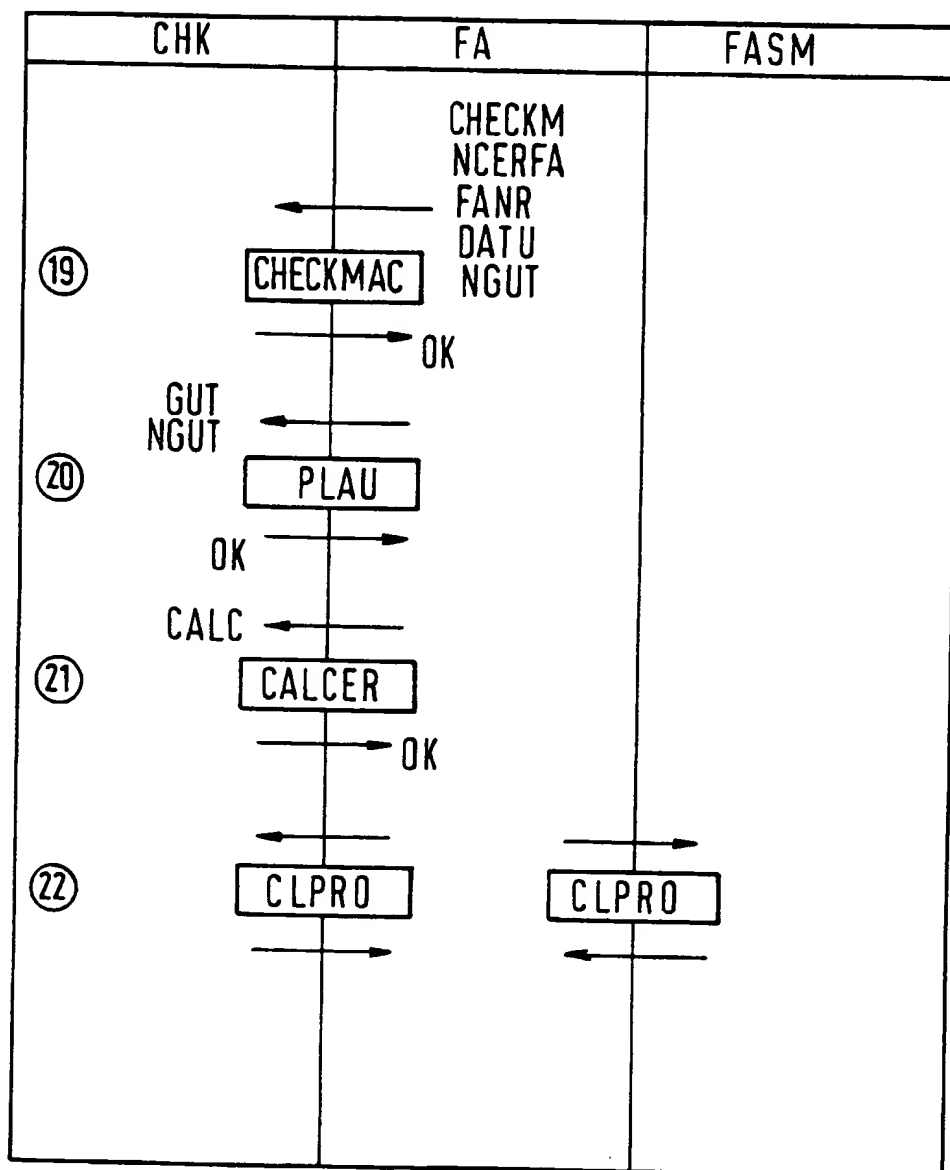 CHK FA FASM
CHECKM
NCERFA
FANR
DATU
NGUT
19 CHECKMAC
OK
GUT
NGUT
20 PLAU
OK
CALC
21 CALCER
OK
22 CLPRO CLPRO